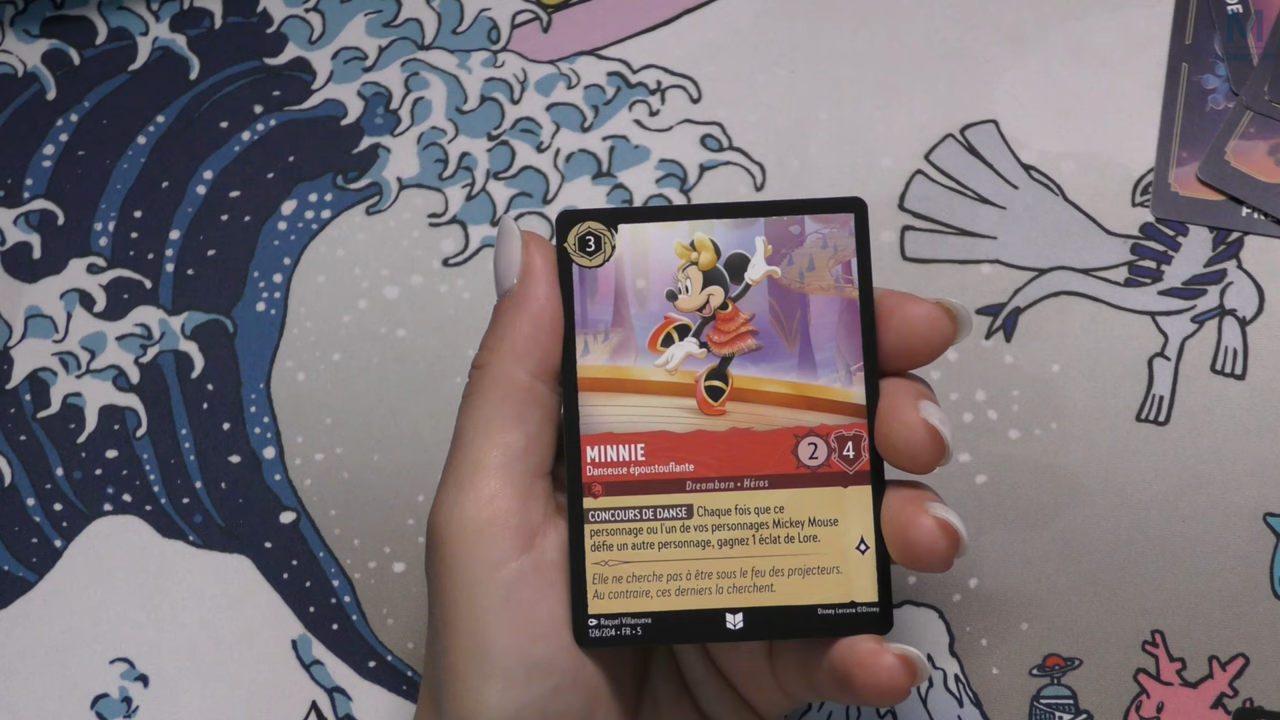 3
MINNIE
Danseuse époustouflante
2 4
Dreamborn • Héros
CONCOURS DE DANSE Chaque fois que ce
personnage ou l'un de vos personnages Mickey Mouse
défie un autre personnage, gagnez 1 éclat de Lore.
Elle ne cherche pas à être sous le feu des projecteurs.
Au contraire, ces derniers la cherchent.
Raquel Villanueva
126/204 • FR • 5
Disney Lorcana ©Disney